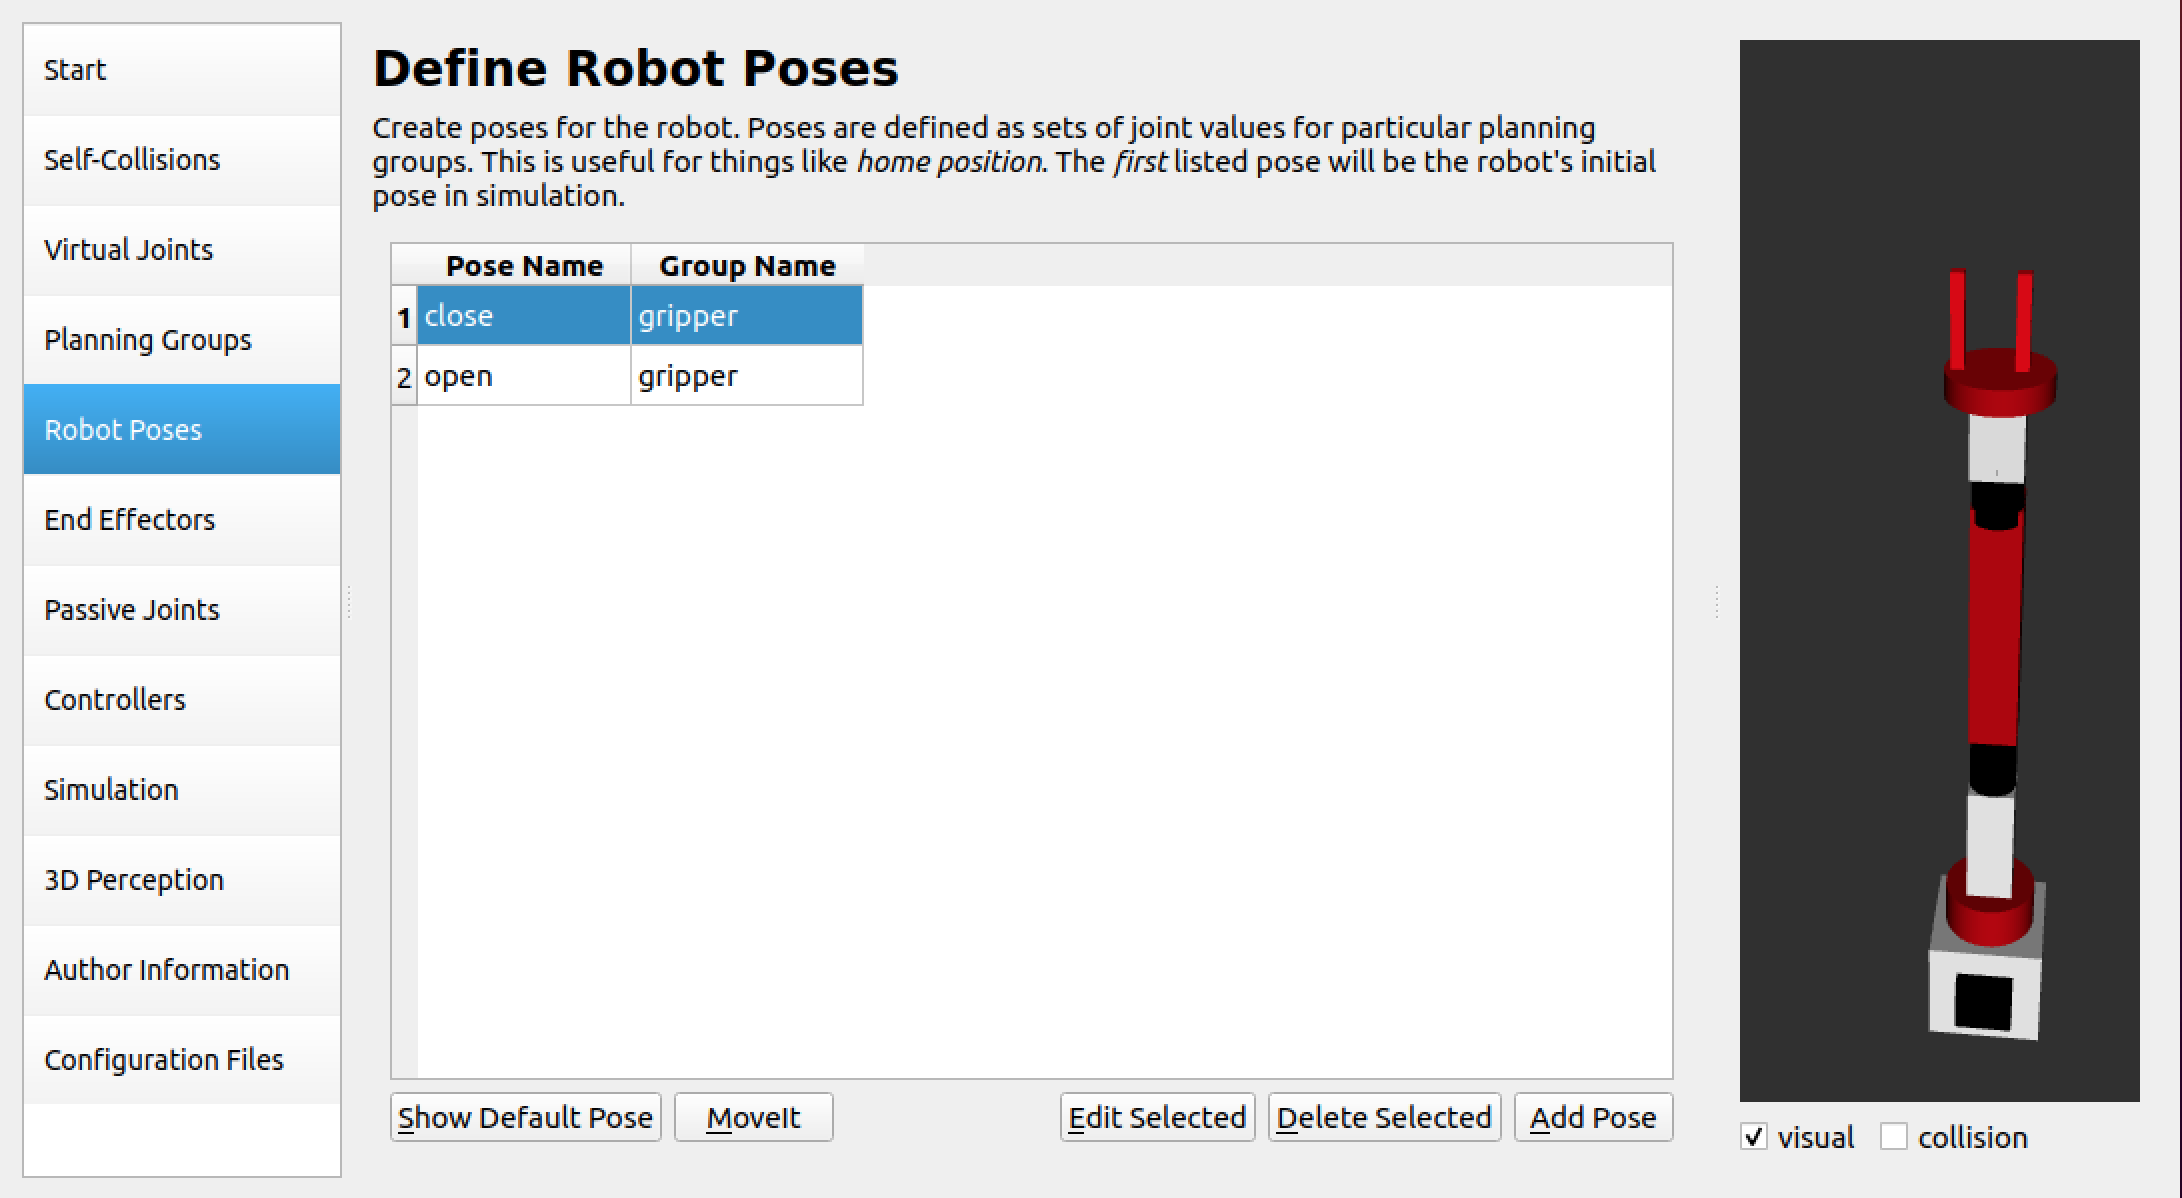 Start
Self-Collisions
Virtual Joints
Planning Groups
Robot Poses
End Effectors
Passive Joints
Controllers
Simulation
3D Perception
Author Information
Configuration Files
Define Robot Poses
Create poses for the robot. Poses are defined as sets of joint values for particular planning
groups. This is useful for things like home position. The first listed pose will be the robot's initial
pose in simulation.
Pose Name Group Name
1 close gripper
2 open gripper
Show Default Pose MoveIt Edit Selected Delete Selected Add Pose
visual collision